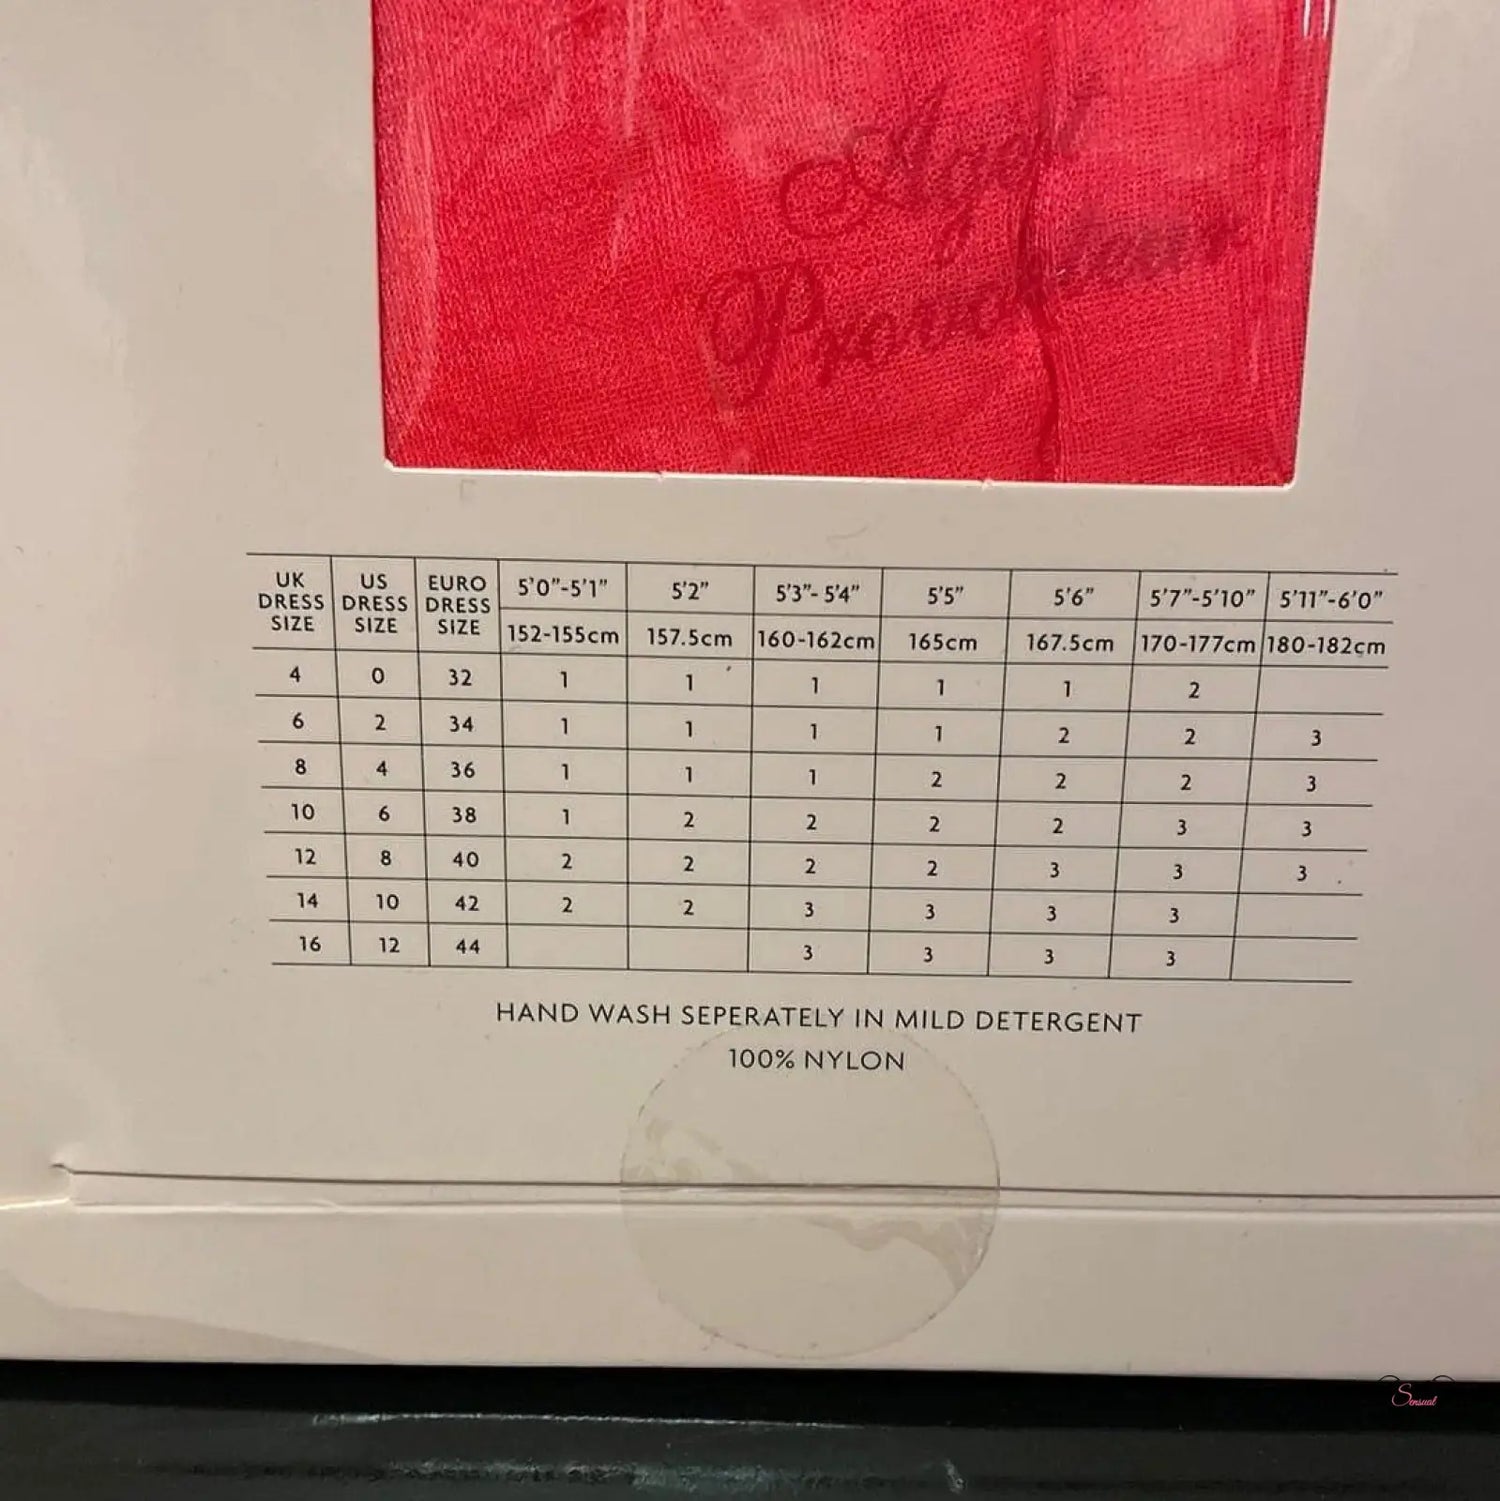 Agent
Provocateur
UK DRESS SIZE US DRESS SIZE EURO DRESS SIZE 5'0"-5'1" 5'2" 5'3"- 5'4" 5'5" 5'6" 5'7"-5'10" 5'11"-6'0"
152-155cm 157.5cm 160-162cm 165cm 167.5cm 170-177cm 180-182cm
4 0 32 1 1 1 1 1 2
6 2 34 1 1 1 1 2 2 3
8 4 36 1 1 1 2 2 2 3
10 6 38 1 2 2 2 2 3 3
12 8 40 2 2 2 2 3 3 3
14 10 42 2 2 3 3 3 3
16 12 44 3 3 3 3
HAND WASH SEPERATELY IN MILD DETERGENT
100% NYLON
Sensual